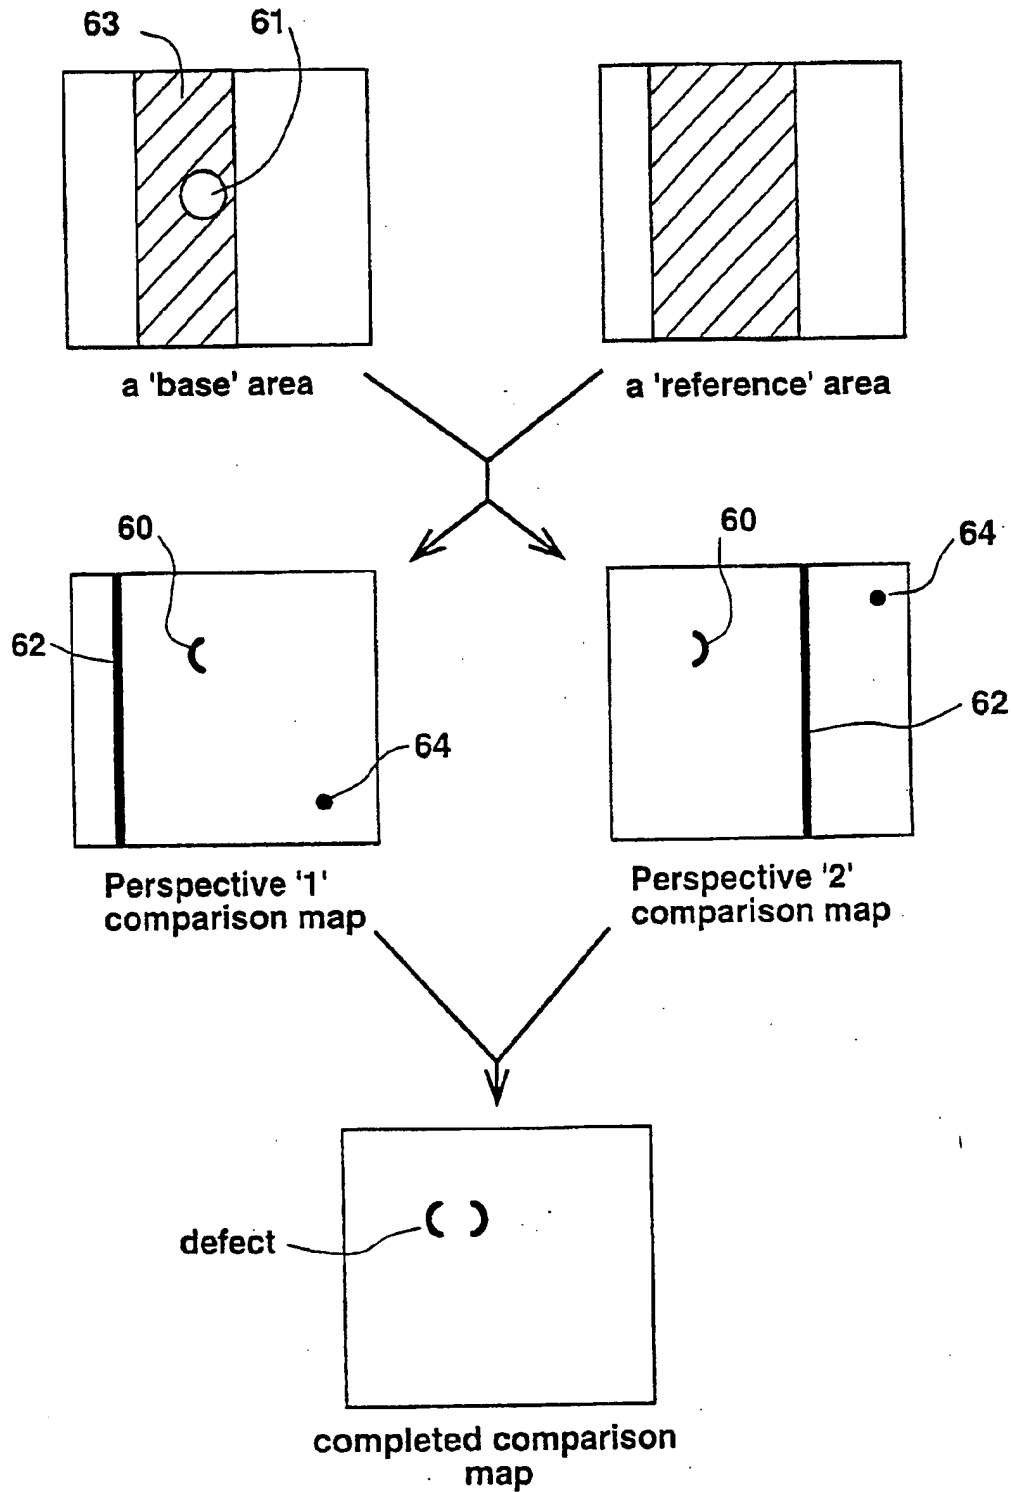 63
61
a 'base' area
a 'reference' area
60
60
64
62
62
64
Perspective '1'
comparison map
Perspective '2'
comparison map
defect
completed comparison
map